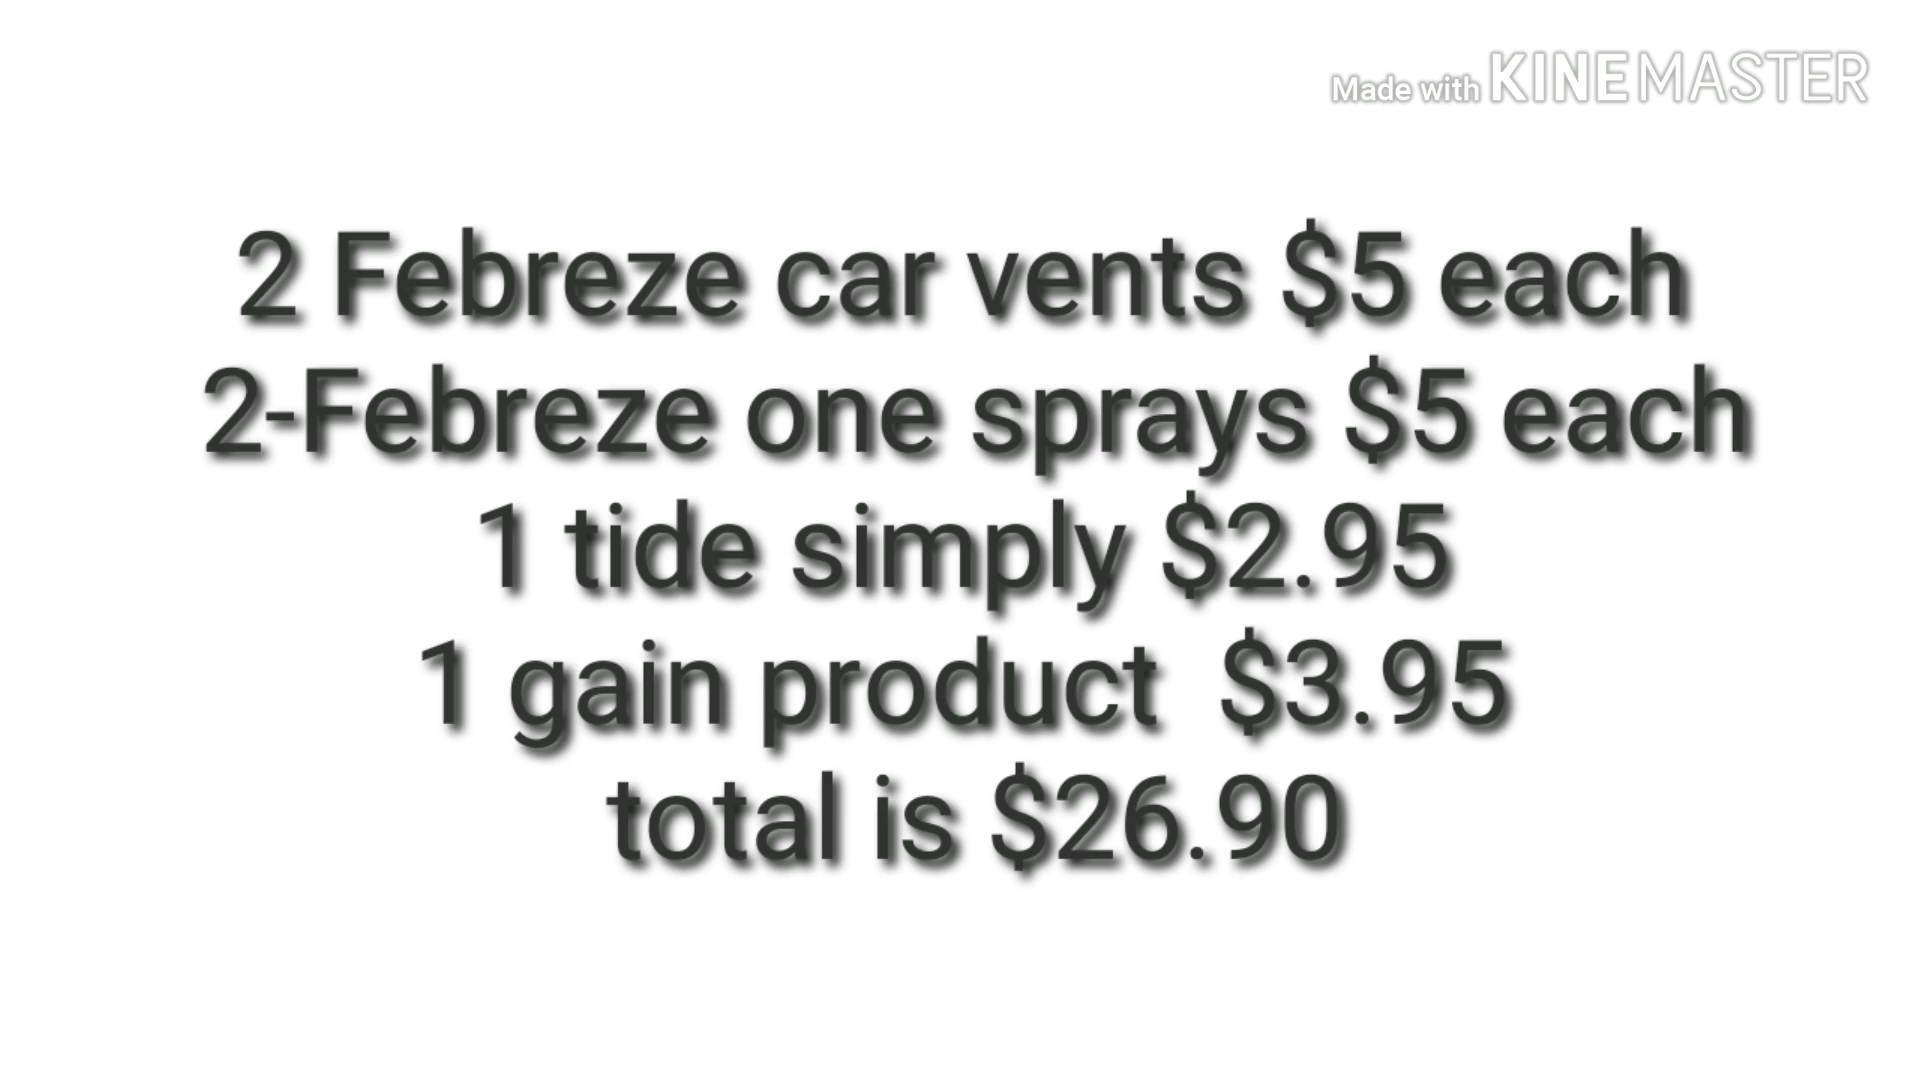 Made with KINEMASTER
2 Febreze car vents $5 each
2-Febreze one sprays $5 each
1 tide simply $2.95
1 gain product  $3.95
total is $26.90